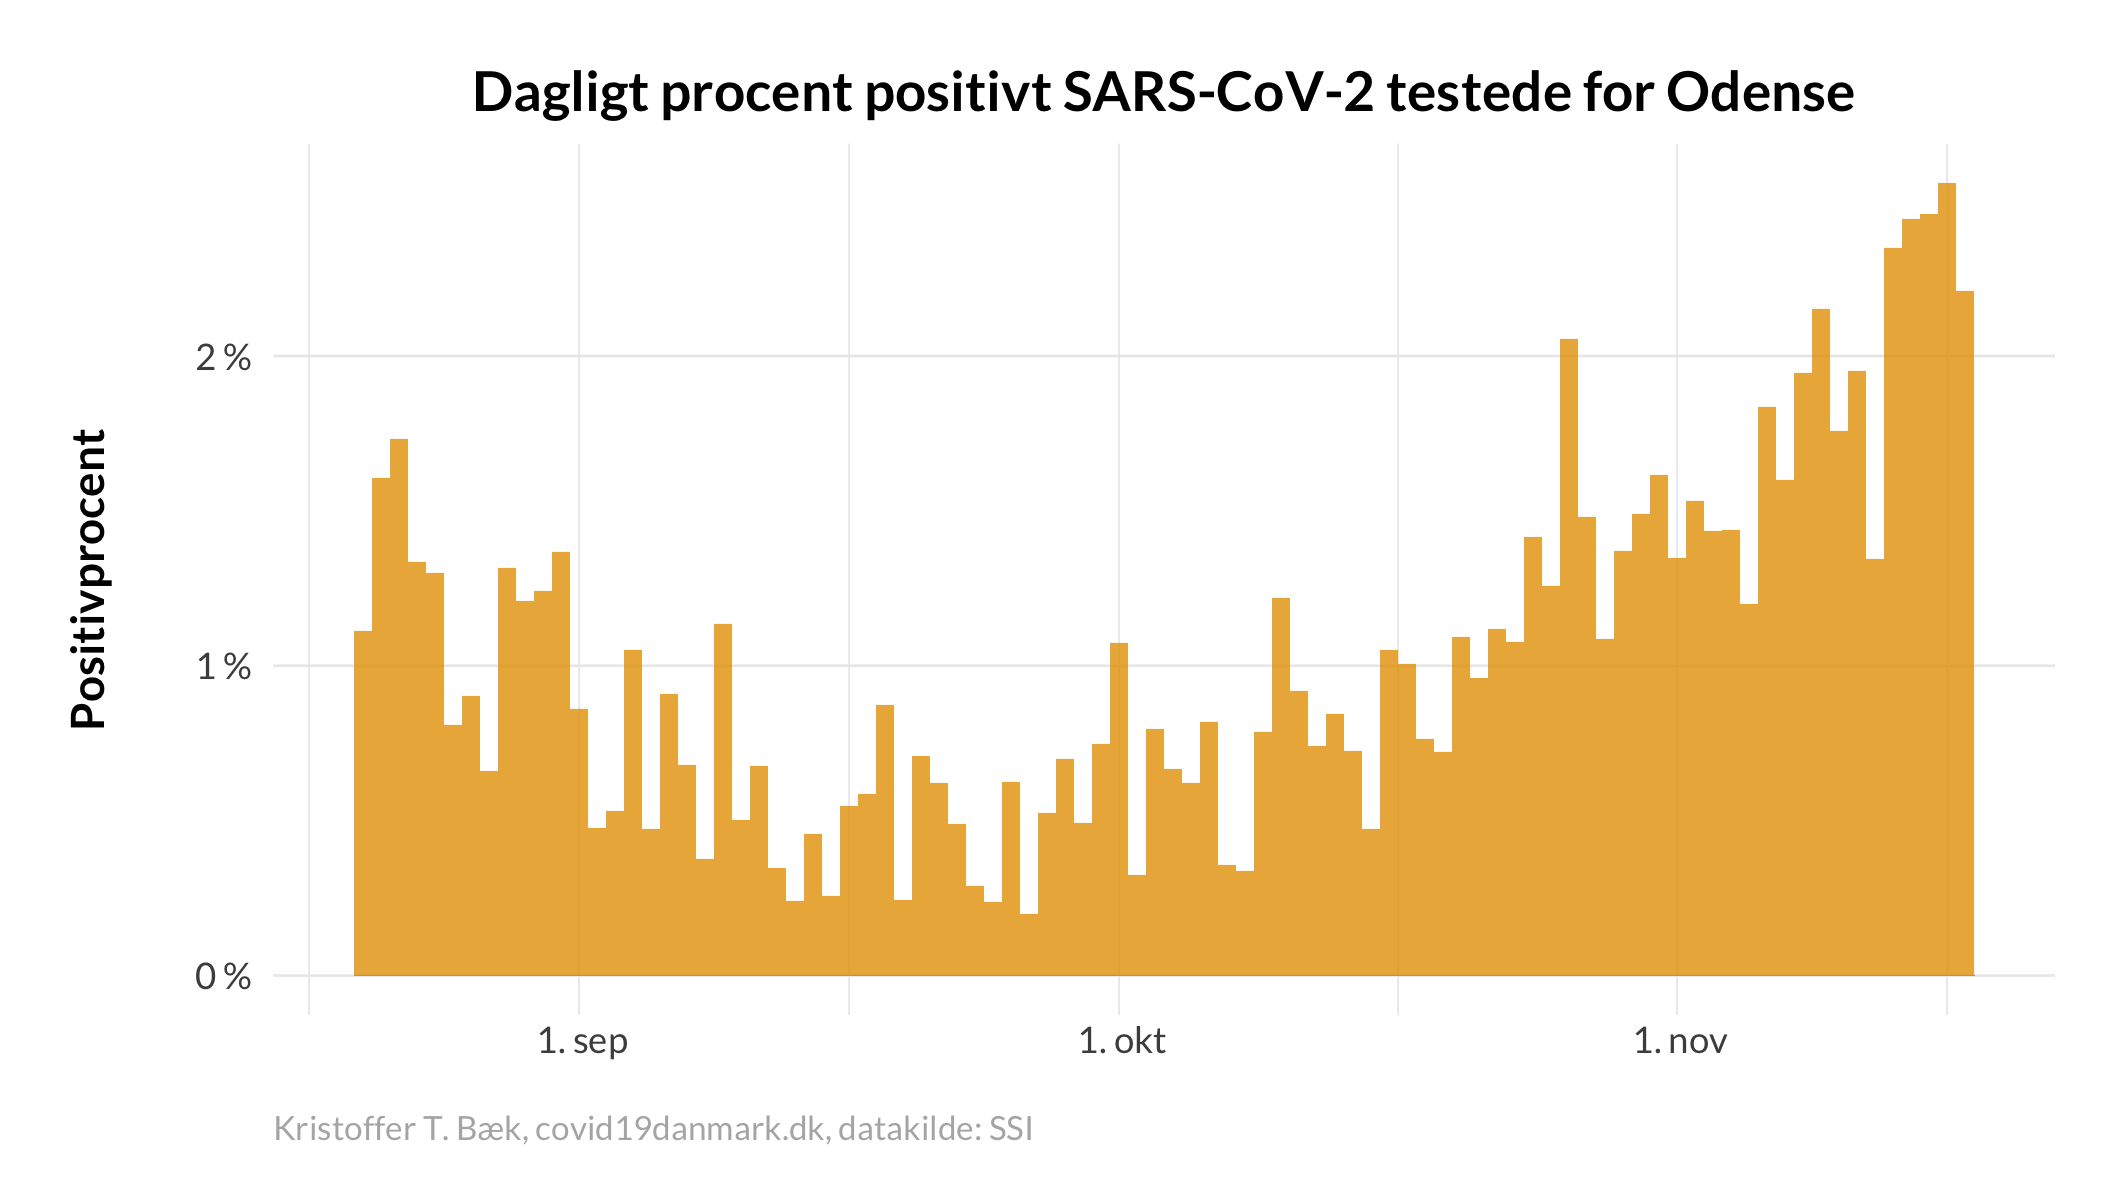 Dagligt procent positivt SARS-CoV-2 testede for Odense
Positivprocent
2 %
1 %
0 %
1. sep
1. okt
1. nov
Kristoffer T. Bæk, covid19danmark.dk, datakilde: SSI